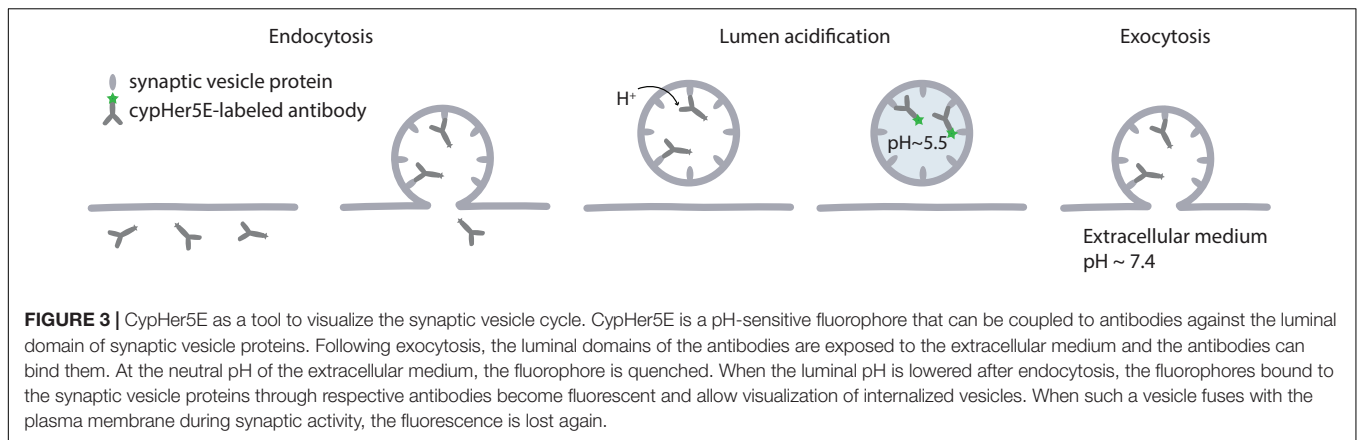 Endocytosis
Lumen acidification
Exocytosis
synaptic vesicle protein
cypHer5E-labeled antibody
H⁺
pH~5.5
Extracellular medium
pH ~ 7.4
FIGURE 3 | CypHer5E as a tool to visualize the synaptic vesicle cycle. CypHer5E is a pH-sensitive fluorophore that can be coupled to antibodies against the luminal
domain of synaptic vesicle proteins. Following exocytosis, the luminal domains of the antibodies are exposed to the extracellular medium and the antibodies can
bind them. At the neutral pH of the extracellular medium, the fluorophore is quenched. When the luminal pH is lowered after endocytosis, the fluorophores bound to
the synaptic vesicle proteins through respective antibodies become fluorescent and allow visualization of internalized vesicles. When such a vesicle fuses with the
plasma membrane during synaptic activity, the fluorescence is lost again.